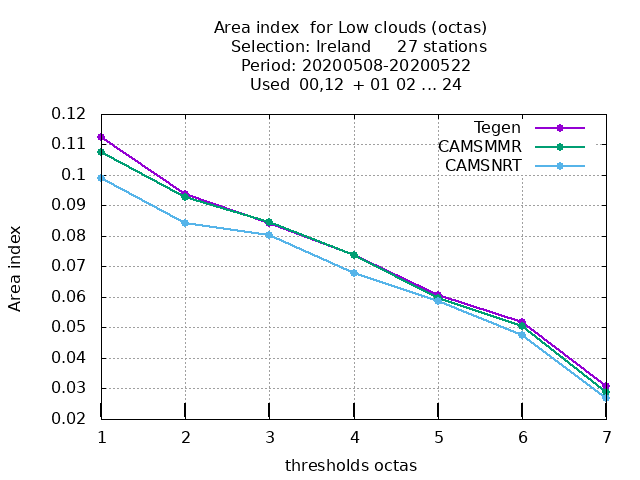 Area index  for Low clouds (octas)
Selection: Ireland     27 stations
Period: 20200508-20200522
Used  00,12  + 01 02 ... 24
0.12
0.11
0.1
0.09
0.08
0.07
0.06
0.05
0.04
0.03
0.02
Area index
Tegen
CAMSMMR
CAMSNRT
1 2 3 4 5 6 7
thresholds octas